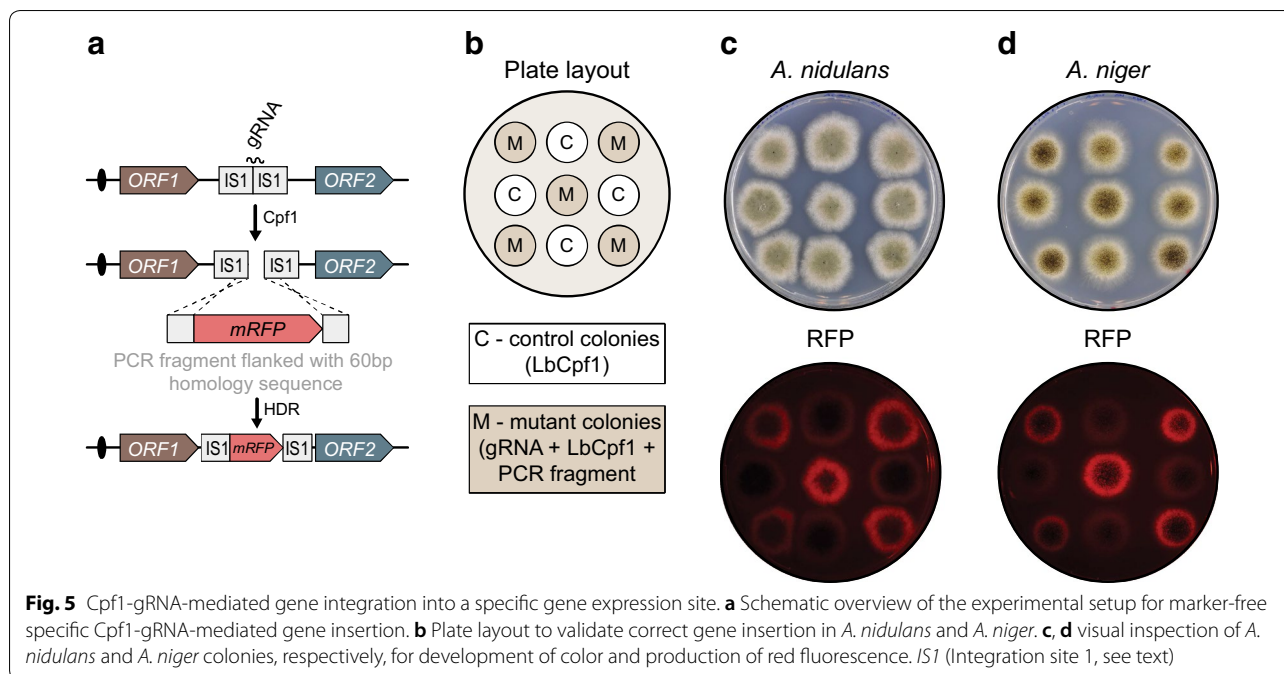 a
gRNA
ORF1 IS1 IS1 ORF2
Cpf1
ORF1 IS1 IS1 ORF2
mRFP
PCR fragment flanked with 60bp
homology sequence
HDR
ORF1 IS1 mRFP IS1 ORF2
b
Plate layout
M C M
C M C
M C M
C - control colonies
(LbCpf1)
M - mutant colonies
(gRNA + LbCpf1 +
PCR fragment
c
A. nidulans
RFP
d
A. niger
RFP
Fig. 5 Cpf1-gRNA-mediated gene integration into a specific gene expression site. a Schematic overview of the experimental setup for marker-free
specific Cpf1-gRNA-mediated gene insertion. b Plate layout to validate correct gene insertion in A. nidulans and A. niger. c, d visual inspection of A.
nidulans and A. niger colonies, respectively, for development of color and production of red fluorescence. IS1 (Integration site 1, see text)